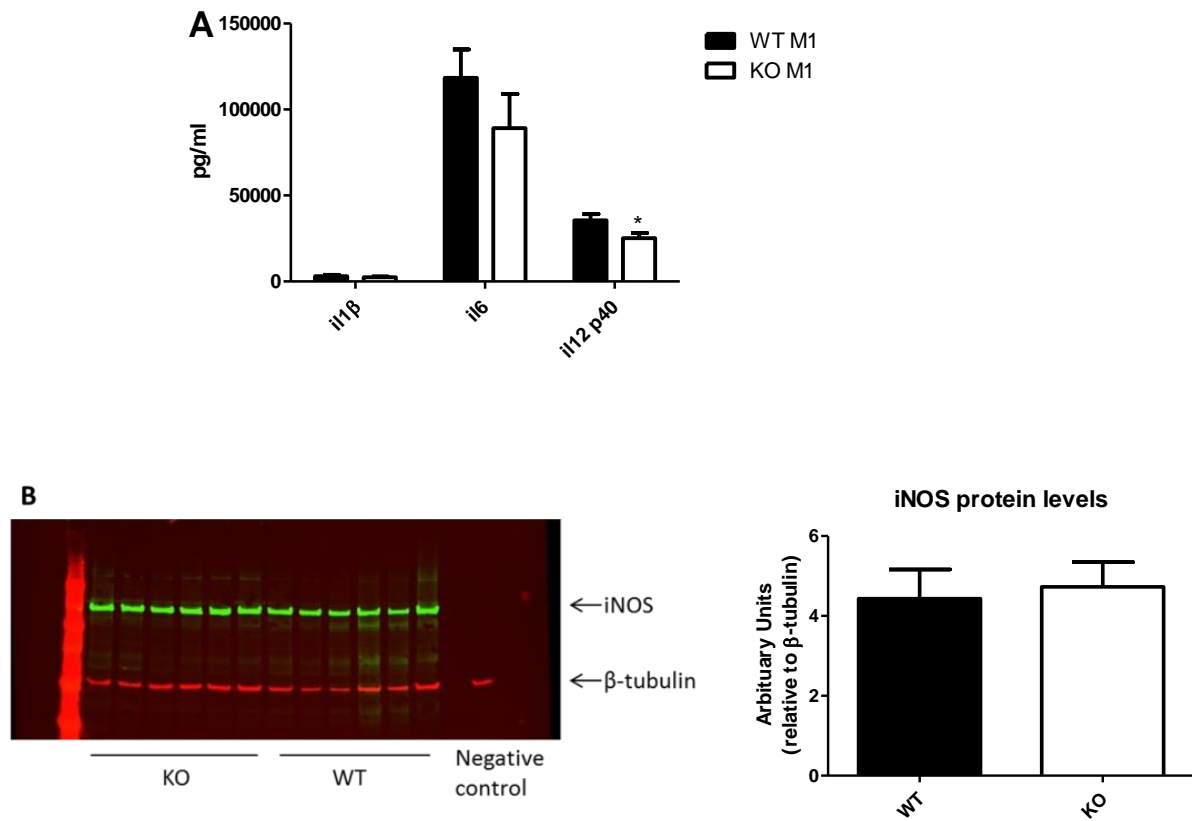 A
150000
100000
50000
0
pg/ml
il1β
il6
il12 p40
*
WT M1
KO M1
B
iNOS
β-tubulin
KO
WT
Negative
control
iNOS protein levels
6
4
2
0
Arbituary Units
(relative to β-tubulin)
WT
KO